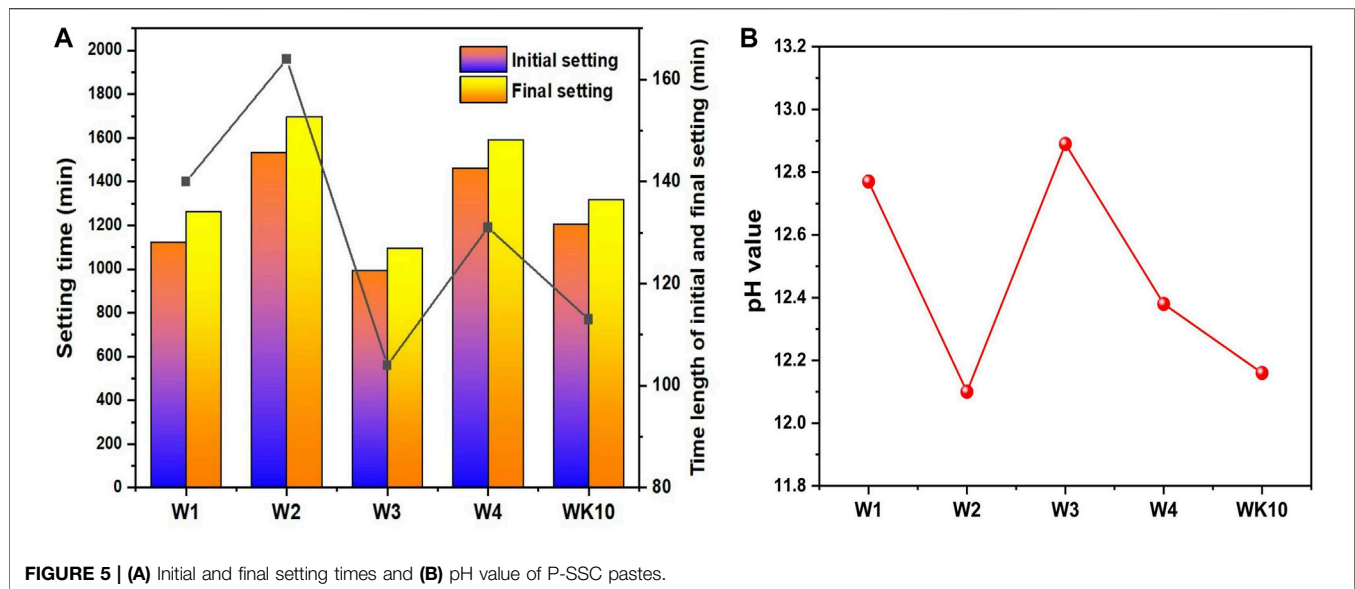 A
Setting time (min)
2000
1800
1600
1400
1200
1000
800
600
400
200
0
Initial setting
Final setting
160
140
120
100
80
Time length of initial and final setting (min)
W1 W2 W3 W4 WK10
B
pH value
13.2
13.0
12.8
12.6
12.4
12.2
12.0
11.8
W1 W2 W3 W4 WK10
FIGURE 5 | (A) Initial and final setting times and (B) pH value of P-SSC pastes.